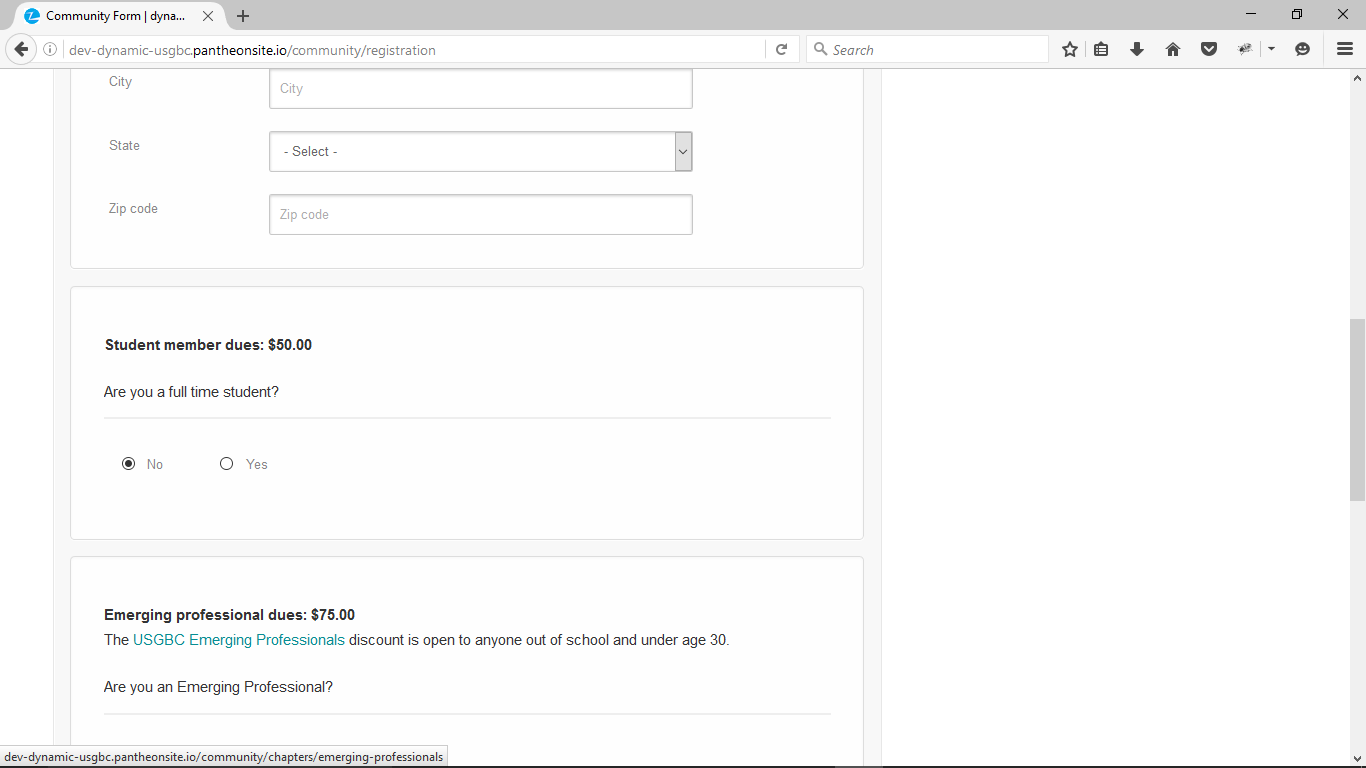 Community Form | dyna...
dev-dynamic-usgbc.pantheonsite.io/community/registration
Search
City
City
State
- Select -
Zip code
Zip code
Student member dues: $50.00
Are you a full time student?
No
Yes
Emerging professional dues: $75.00
The USGBC Emerging Professionals discount is open to anyone out of school and under age 30.
Are you an Emerging Professional?
dev-dynamic-usgbc.pantheonsite.io/community/chapters/emerging-professionals